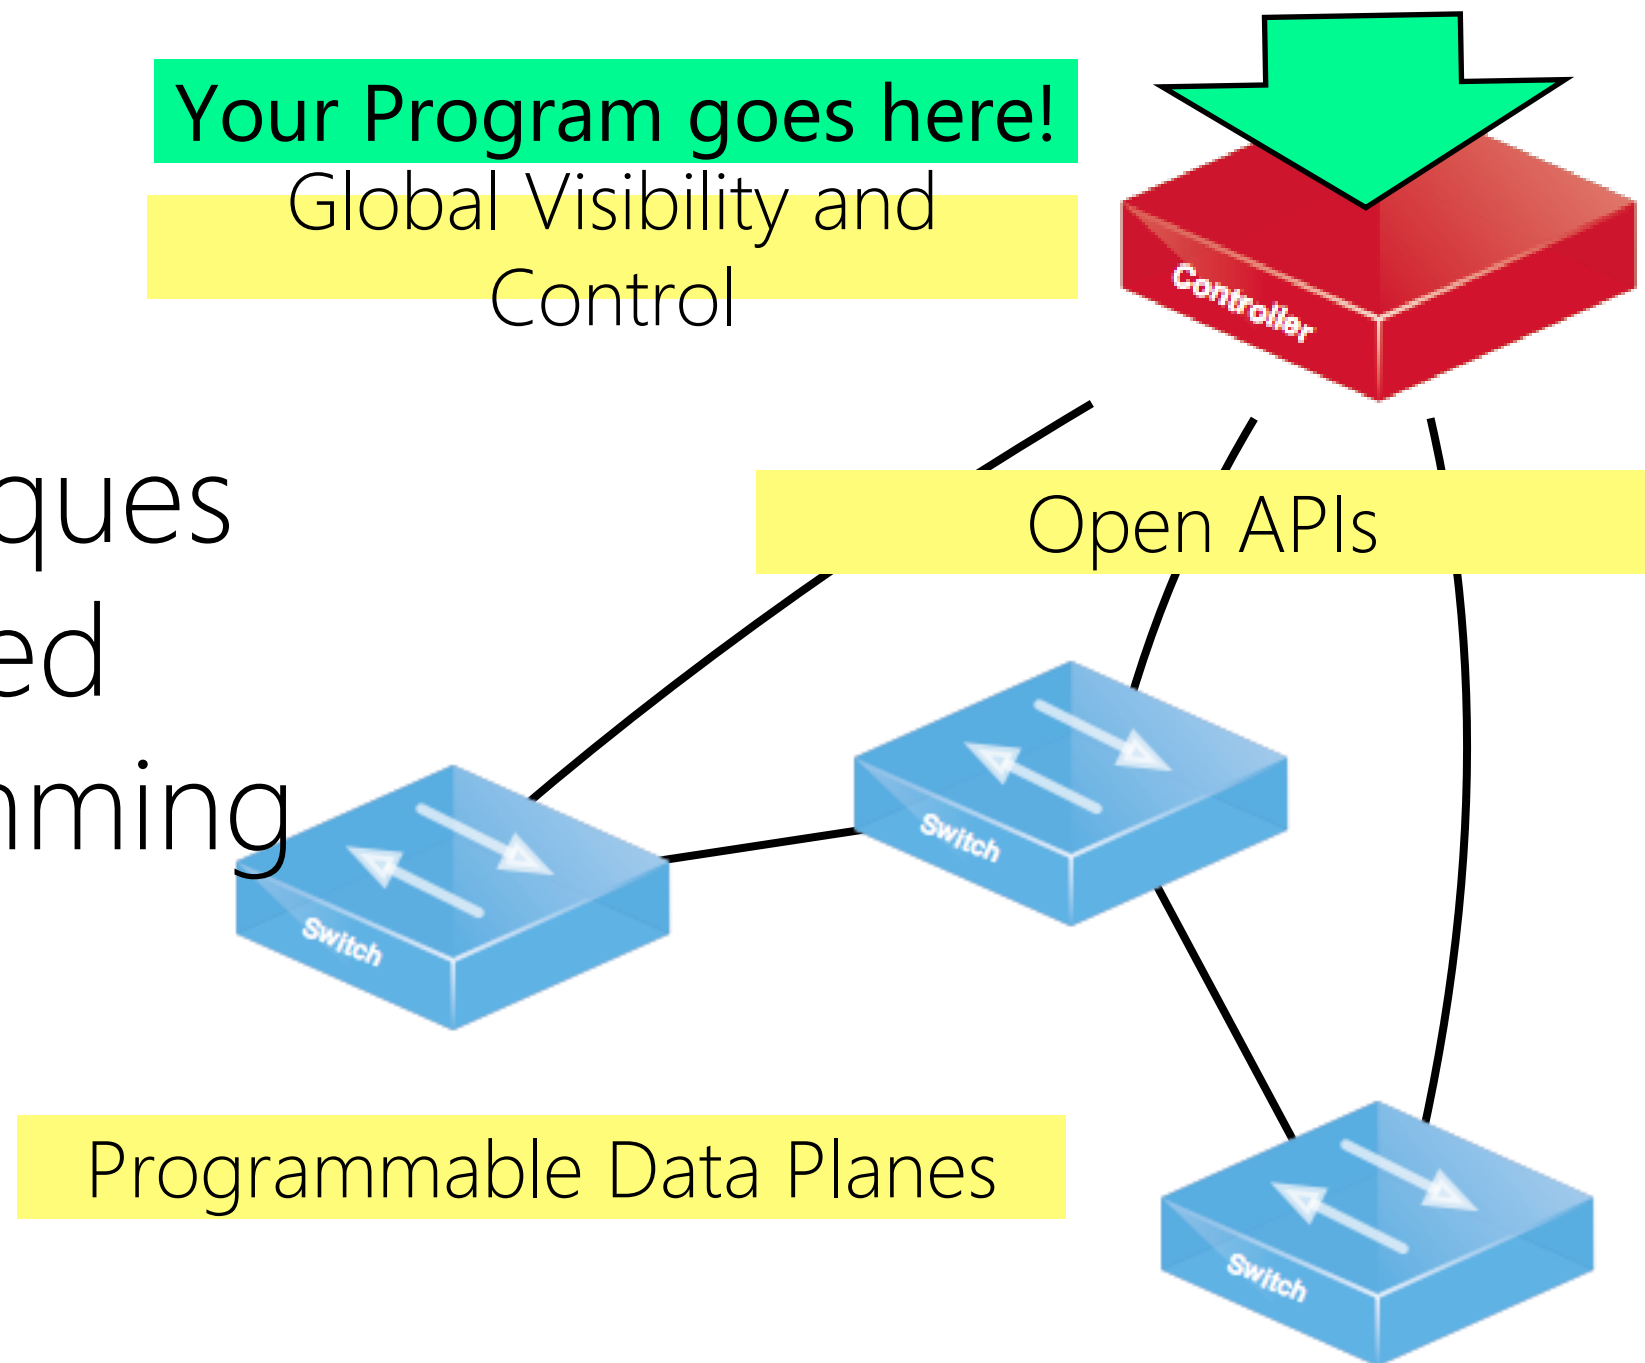 Your Program goes here!
Global Visibility and
Control
Controller
ques
ed
nming
Open APIs
Switch
Switch
Programmable Data Planes
Switch